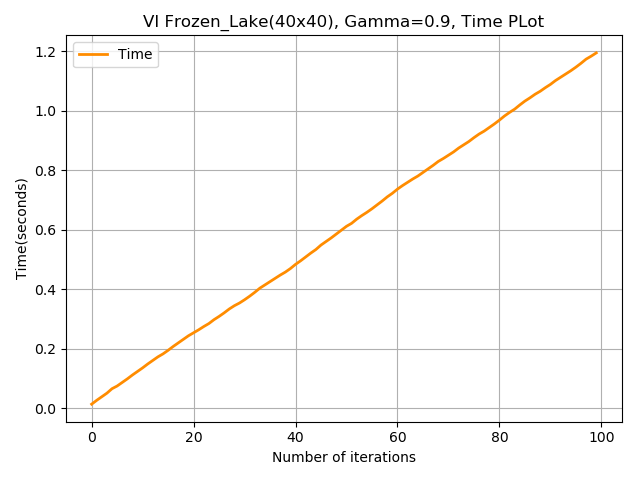 VI Frozen_Lake(40x40), Gamma=0.9, Time PLot
Time
1.2
1.0
0.8
0.6
0.4
0.2
0.0
Time(seconds)
0 20 40 60 80 100
Number of iterations